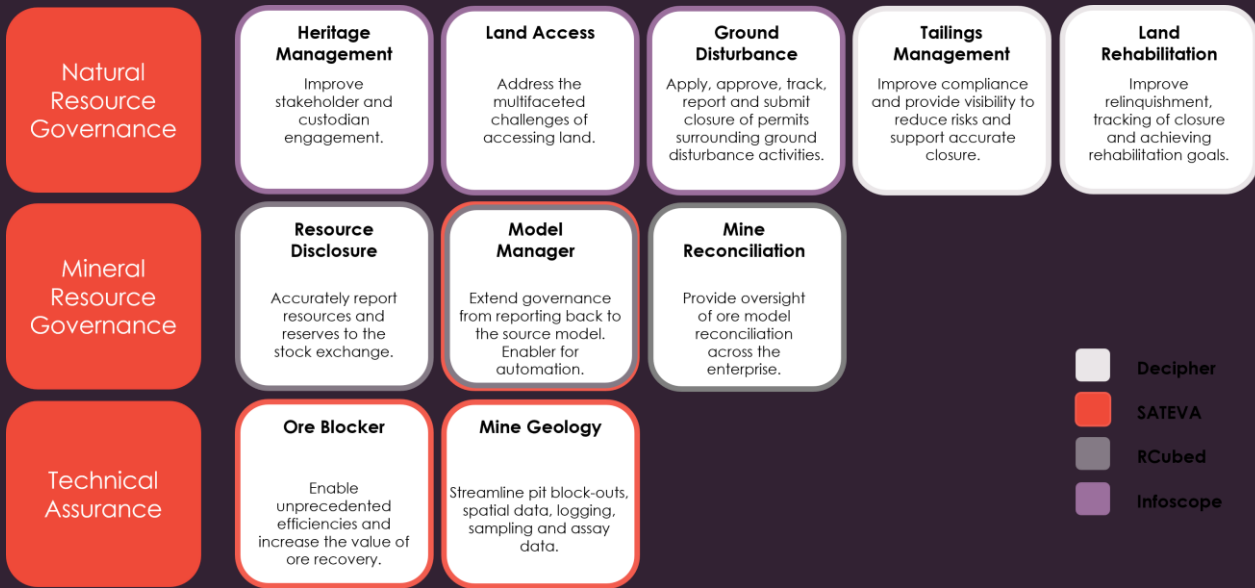 Natural
Resource
Governance
Heritage
Management
Improve
stakeholder and
custodian
engagement.
Land Access
Address the
multifaceted
challenges of
accessing land.
Ground
Disturbance
Apply, approve, track,
report and submit
closure of permits
surrounding ground
disturbance activities.
Tailings
Management
Improve compliance
and provide visibility to
reduce risks and
support accurate
closure.
Land
Rehabilitation
Improve
relinquishment,
tracking of closure
and achieving
rehabilitation goals.
Mineral
Resource
Governance
Resource
Disclosure
Accurately report
resources and
reserves to the
stock exchange.
Model
Manager
Extend governance
from reporting back to
the source model.
Enabler for
automation.
Mine
Reconciliation
Provide oversight
of ore model
reconciliation
across the
enterprise.
Technical
Assurance
Ore Blocker
Enable
unprecedented
efficiencies and
increase the value of
ore recovery.
Mine Geology
Streamline pit block-outs,
spatial data, logging,
sampling and assay
data.
Decipher
SATEVA
RCubed
Infoscope